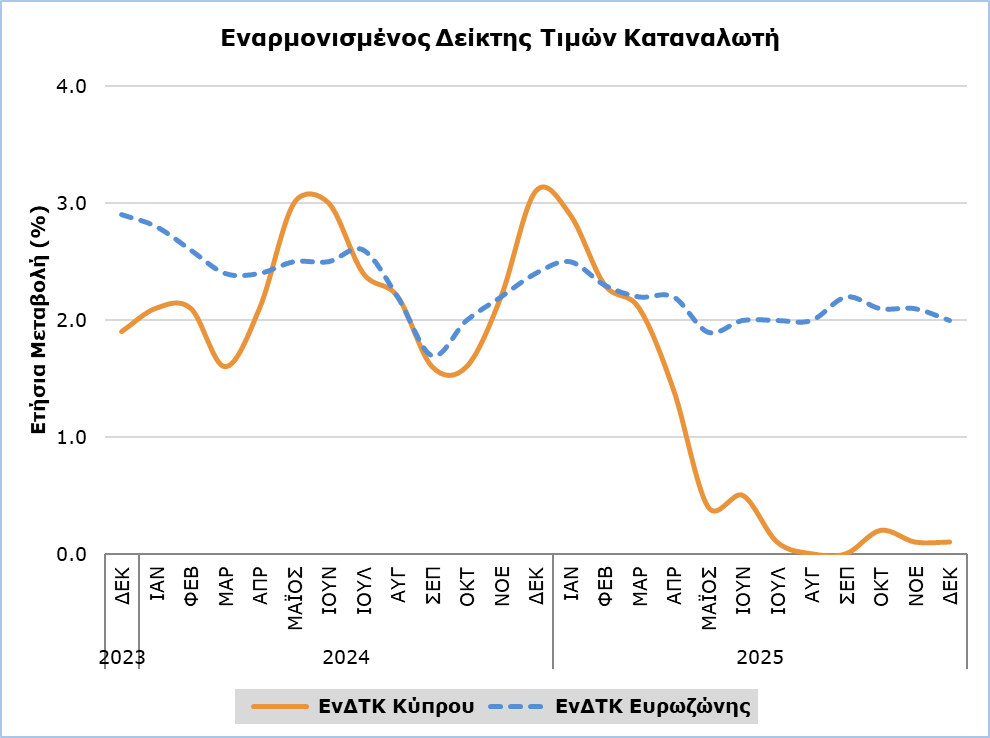 Εναρμονισμένος Δείκτης Τιμών Καταναλωτή
Ετήσια Μεταβολή (%)
4.0
3.0
2.0
1.0
0.0
ΔΕΚ ΙΑΝ ΦΕΒ ΜΑΡ ΑΠΡ ΜΑΪΟΣ ΙΟΥΝ ΙΟΥΛ ΑΥΓ ΣΕΠ ΟΚΤ ΝΟΕ ΔΕΚ ΙΑΝ ΦΕΒ ΜΑΡ ΑΠΡ ΜΑΪΟΣ ΙΟΥΝ ΙΟΥΛ ΑΥΓ ΣΕΠ ΟΚΤ ΝΟΕ ΔΕΚ
2023 2024 2025
ΕνΔΤΚ Κύπρου ΕνΔΤΚ Ευρωζώνης